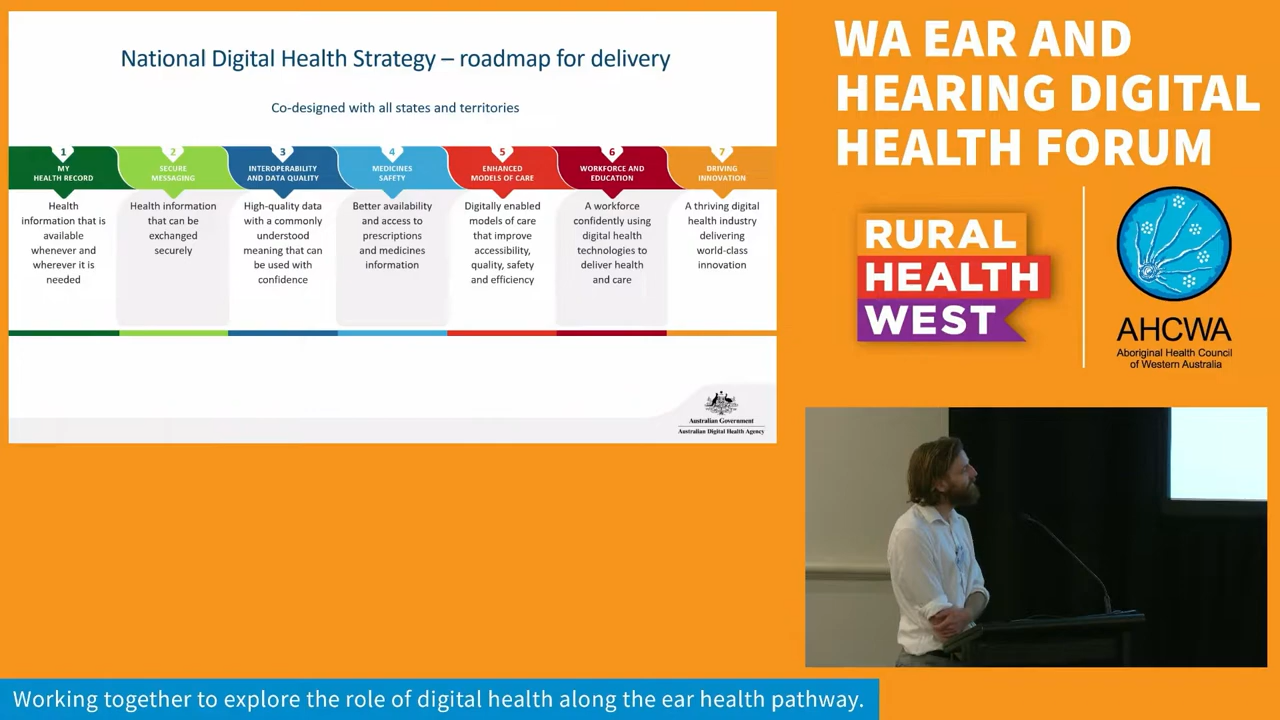 National Digital Health Strategy – roadmap for delivery
Co-designed with all states and territories
1
MY
HEALTH RECORD
Health
information that is
available
whenever and
wherever it is
needed
2
SECURE
MESSAGING
Health information
that can be
exchanged
securely
3
INTEROPERABILITY
AND DATA QUALITY
High-quality data
with a commonly
understood
meaning that can
be used with
confidence
4
MEDICINES
SAFETY
Better availability
and access to
prescriptions
and medicines
information
5
ENHANCED
MODELS OF CARE
Digitally enabled
models of care
that improve
accessibility,
quality, safety
and efficiency
6
WORKFORCE AND
EDUCATION
A workforce
confidently using
digital health
technologies to
deliver health
and care
7
DRIVING
INNOVATION
A thriving digital
health industry
delivering
world-class
innovation
Australian Government
Australian Digital Health Agency
WA EAR AND
HEARING DIGITAL
HEALTH FORUM
RURAL
HEALTH
WEST
AHCWA
Aboriginal Health Council
of Western Australia
Working together to explore the role of digital health along the ear health pathway.